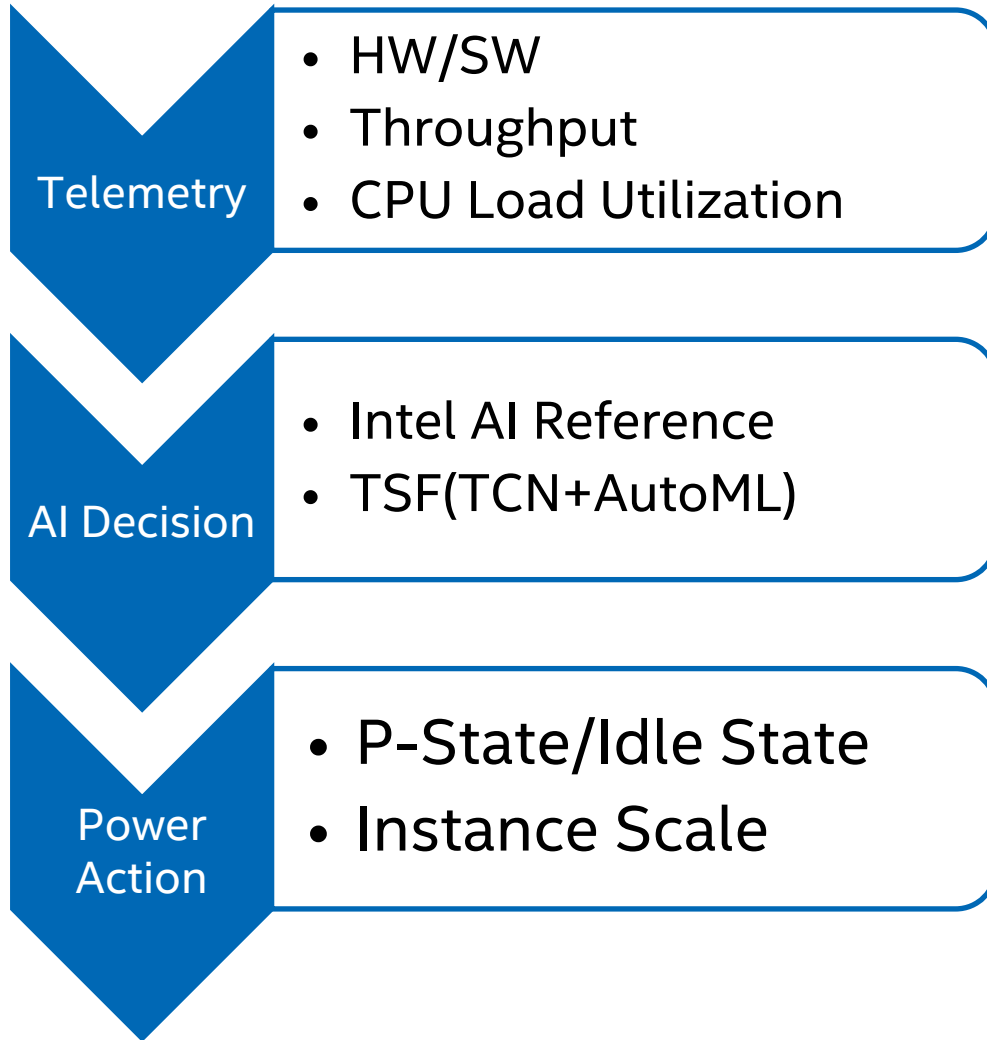 Telemetry
• HW/SW
• Throughput
• CPU Load Utilization
AI Decision
• Intel AI Reference
• TSF(TCN+AutoML)
Power
Action
• P-State/Idle State
• Instance Scale